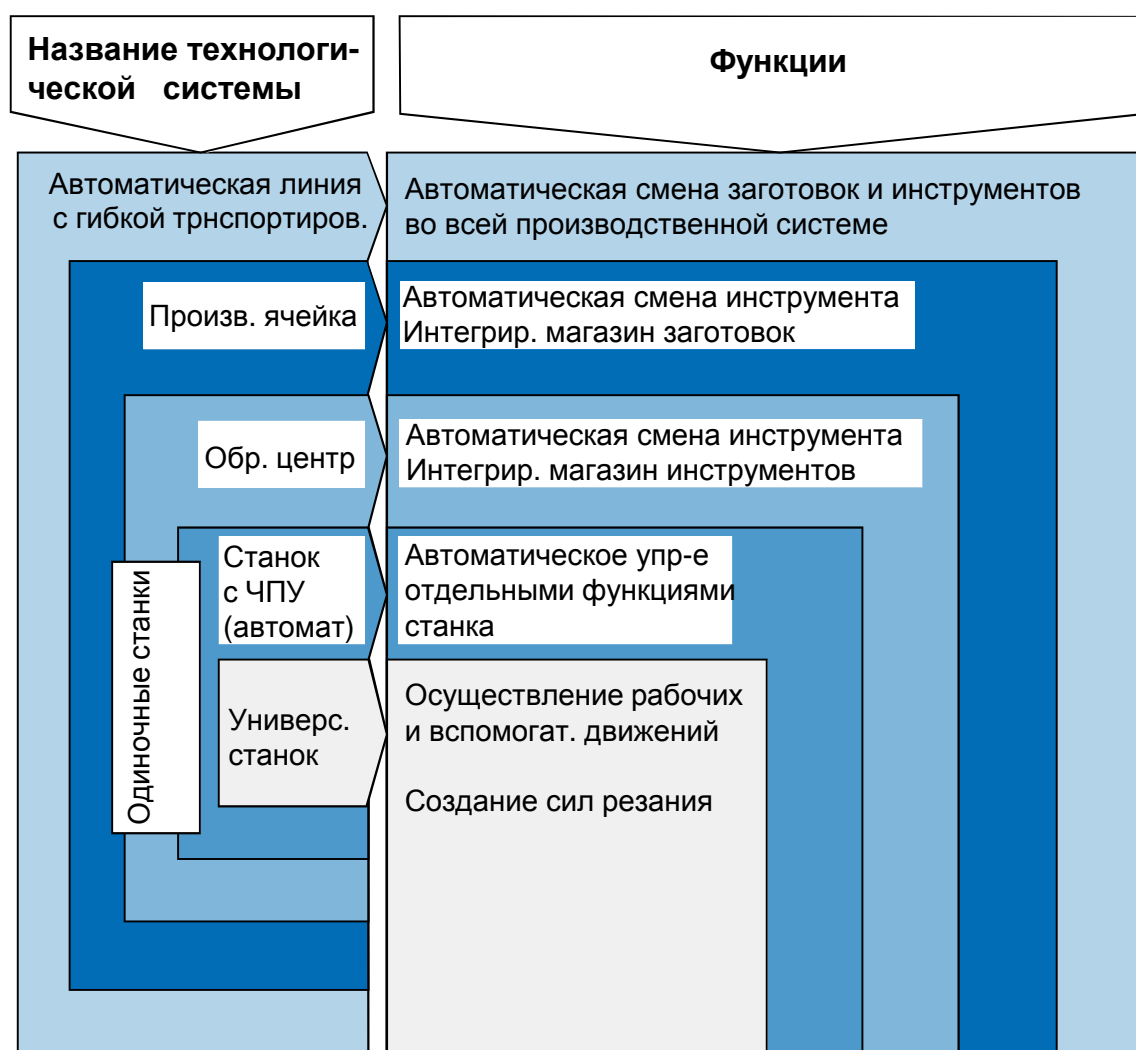 Название технологи-
ческой системы
Функции
Автоматическая линия
с гибкой трнспортиров.
Автоматическая смена заготовок и инструментов
во всей производственной системе
Произв. ячейка
Автоматическая смена инструмента
Интегрир. магазин заготовок
Обр. центр
Автоматическая смена инструмента
Интегрир. магазин инструментов
Одиночные станки
Станок
с ЧПУ
(автомат)
Автоматическое упр-е
отдельными функциями
станка
Универс.
станок
Осуществление рабочих
и вспомогат. движений
Создание сил резания